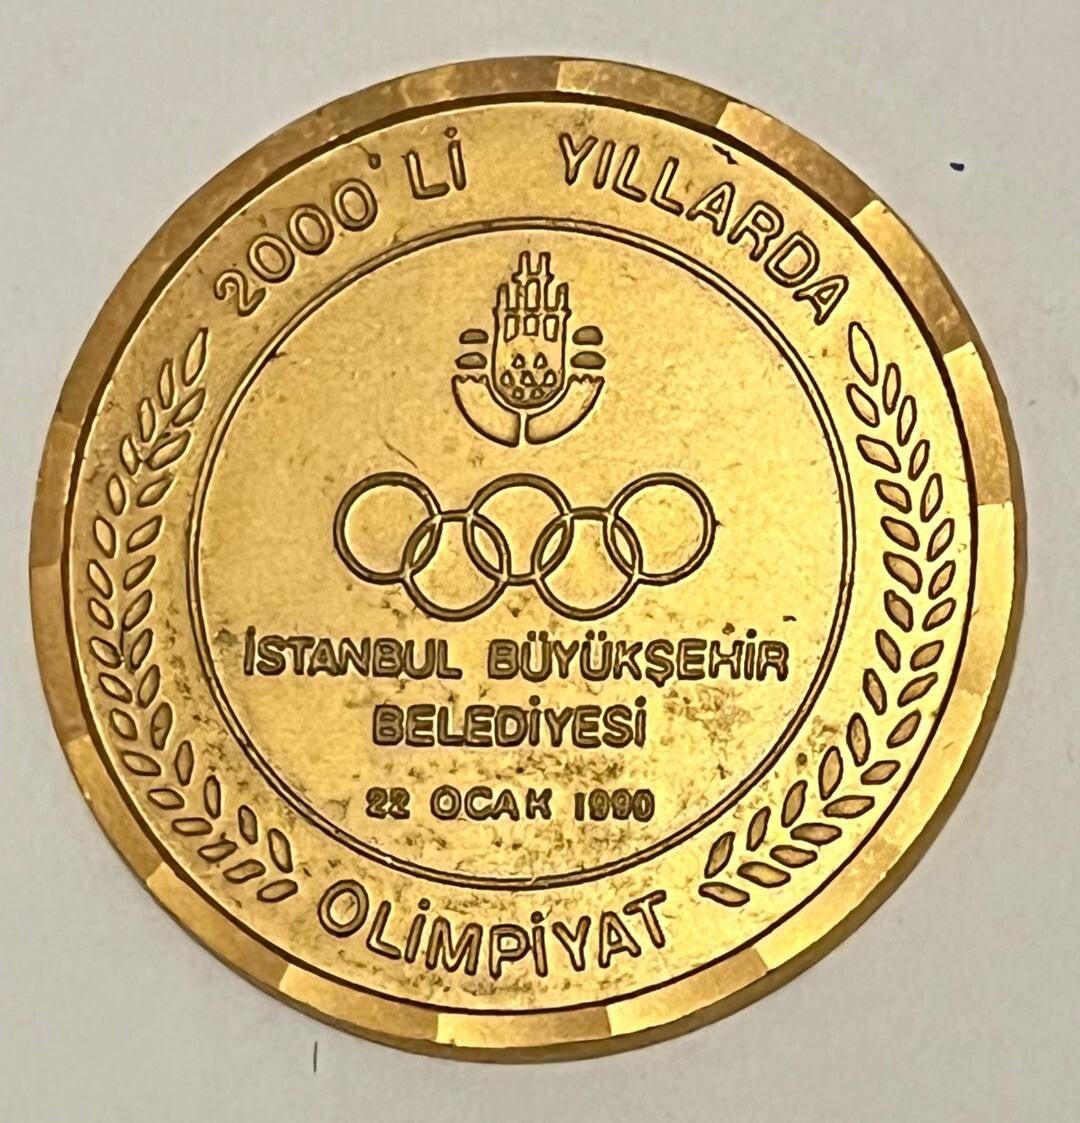 2000'Lİ YILLARDA
İSTANBUL BÜYÜKŞEHİR
BELEDİYESİ
22 OCAK 1990
OLİMPİYAT